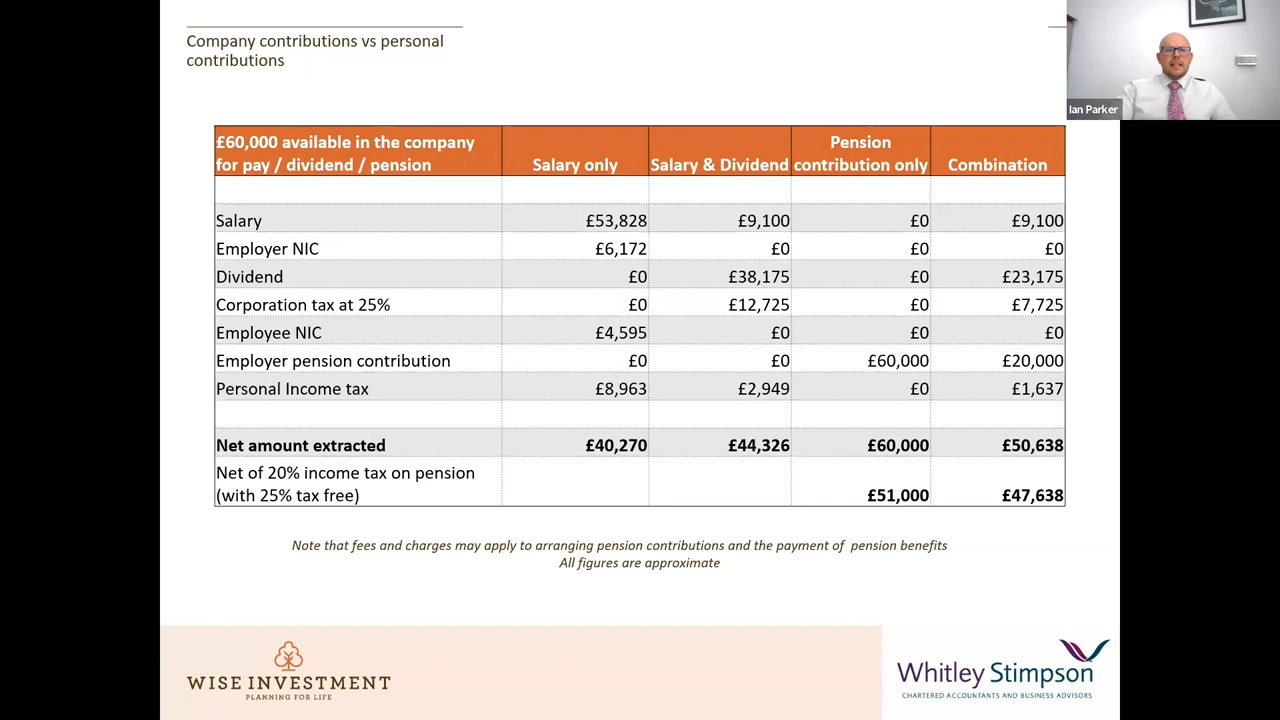 Company contributions vs personal
contributions
Ian Parker
£60,000 available in the company
for pay / dividend / pension
Salary only
Salary & Dividend
Pension
contribution only
Combination
Salary £53,828 £9,100 £0 £9,100
Employer NIC £6,172 £0 £0 £0
Dividend £0 £38,175 £0 £23,175
Corporation tax at 25% £0 £12,725 £0 £7,725
Employee NIC £4,595 £0 £0 £0
Employer pension contribution £0 £0 £60,000 £20,000
Personal Income tax £8,963 £2,949 £0 £1,637
Net amount extracted £40,270 £44,326 £60,000 £50,638
Net of 20% income tax on pension
(with 25% tax free) £51,000 £47,638
Note that fees and charges may apply to arranging pension contributions and the payment of pension benefits
All figures are approximate
WISE INVESTMENT
PLANNING FOR LIFE
Whitley Stimpson
CHARTERED ACCOUNTANTS AND BUSINESS ADVISORS